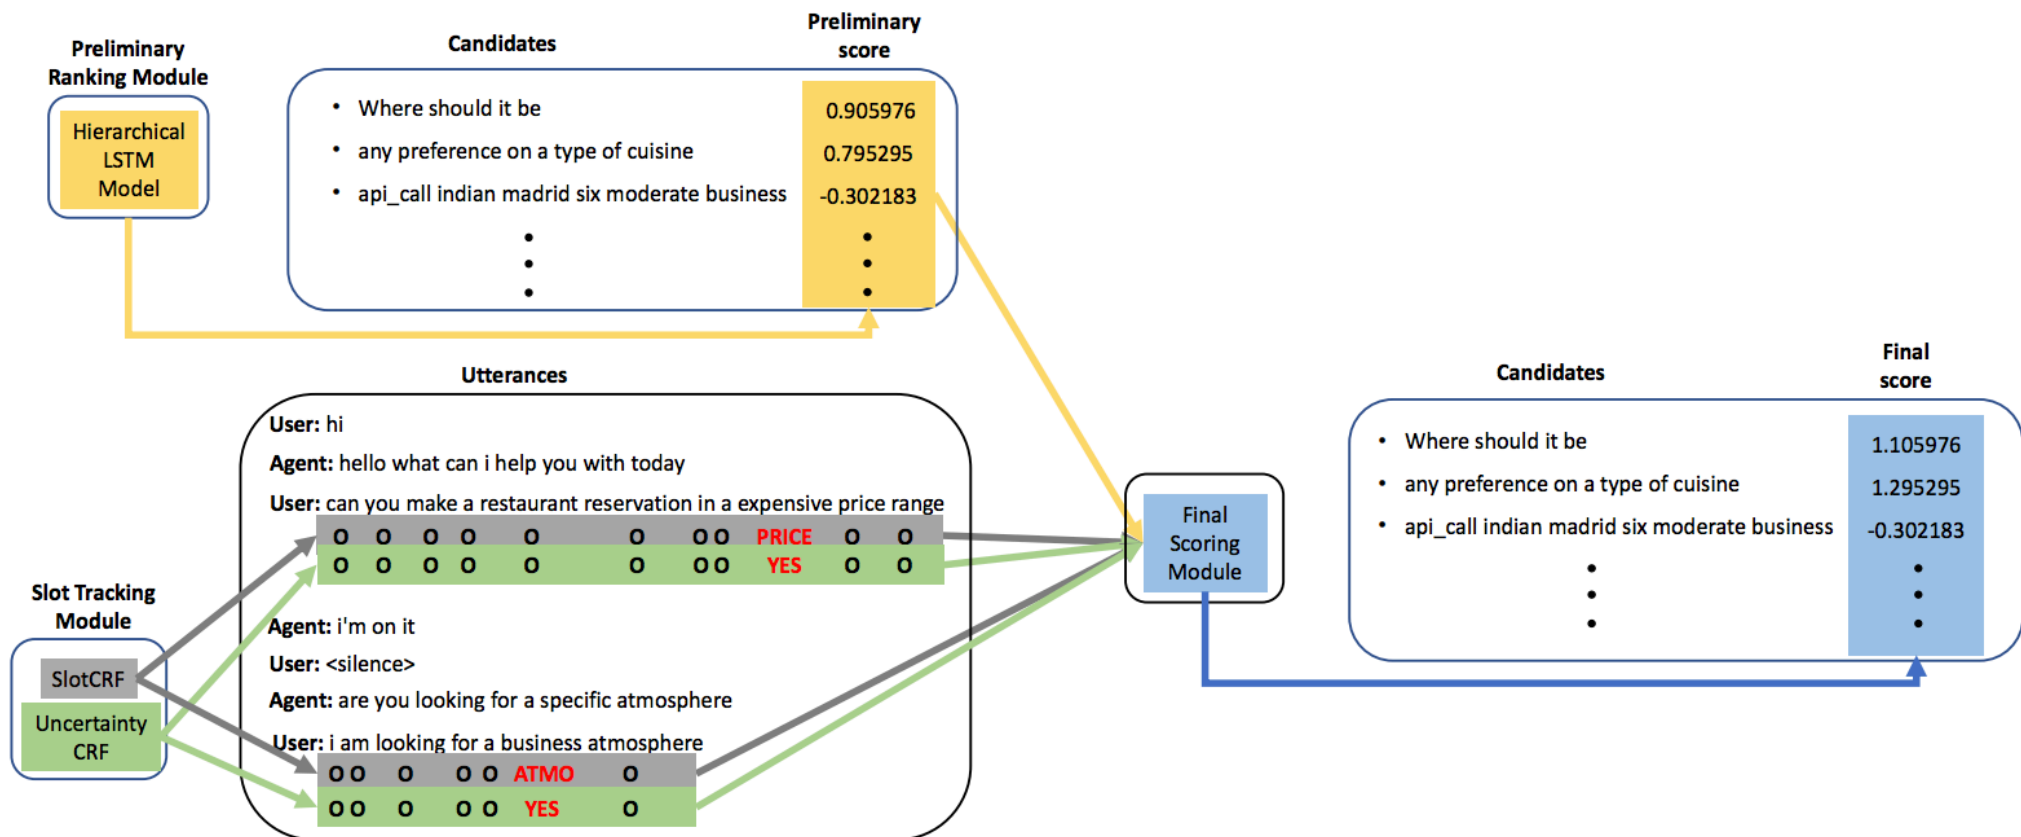 Preliminary
Ranking Module
Hierarchical
LSTM
Model
Candidates
Preliminary
score
• Where should it be 0.905976
• any preference on a type of cuisine 0.795295
• api_call indian madrid six moderate business -0.302183
Utterances
User: hi
Agent: hello what can i help you with today
User: can you make a restaurant reservation in a expensive price range
O O O O O O O O PRICE O O
O O O O O O O O YES O O
Agent: i'm on it
User: <silence>
Agent: are you looking for a specific atmosphere
User: i am looking for a business atmosphere
O O O O O ATMO O
O O O O O YES O
Slot Tracking
Module
SlotCRF
Uncertainty
CRF
Final
Scoring
Module
Candidates
Final
score
• Where should it be 1.105976
• any preference on a type of cuisine 1.295295
• api_call indian madrid six moderate business -0.302183